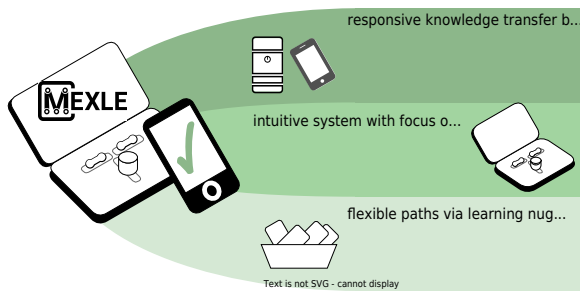 responsive knowledge transfer b...
MEXLE
intuitive system with focus o...
flexible paths via learning nug...
Text is not SVG - cannot display